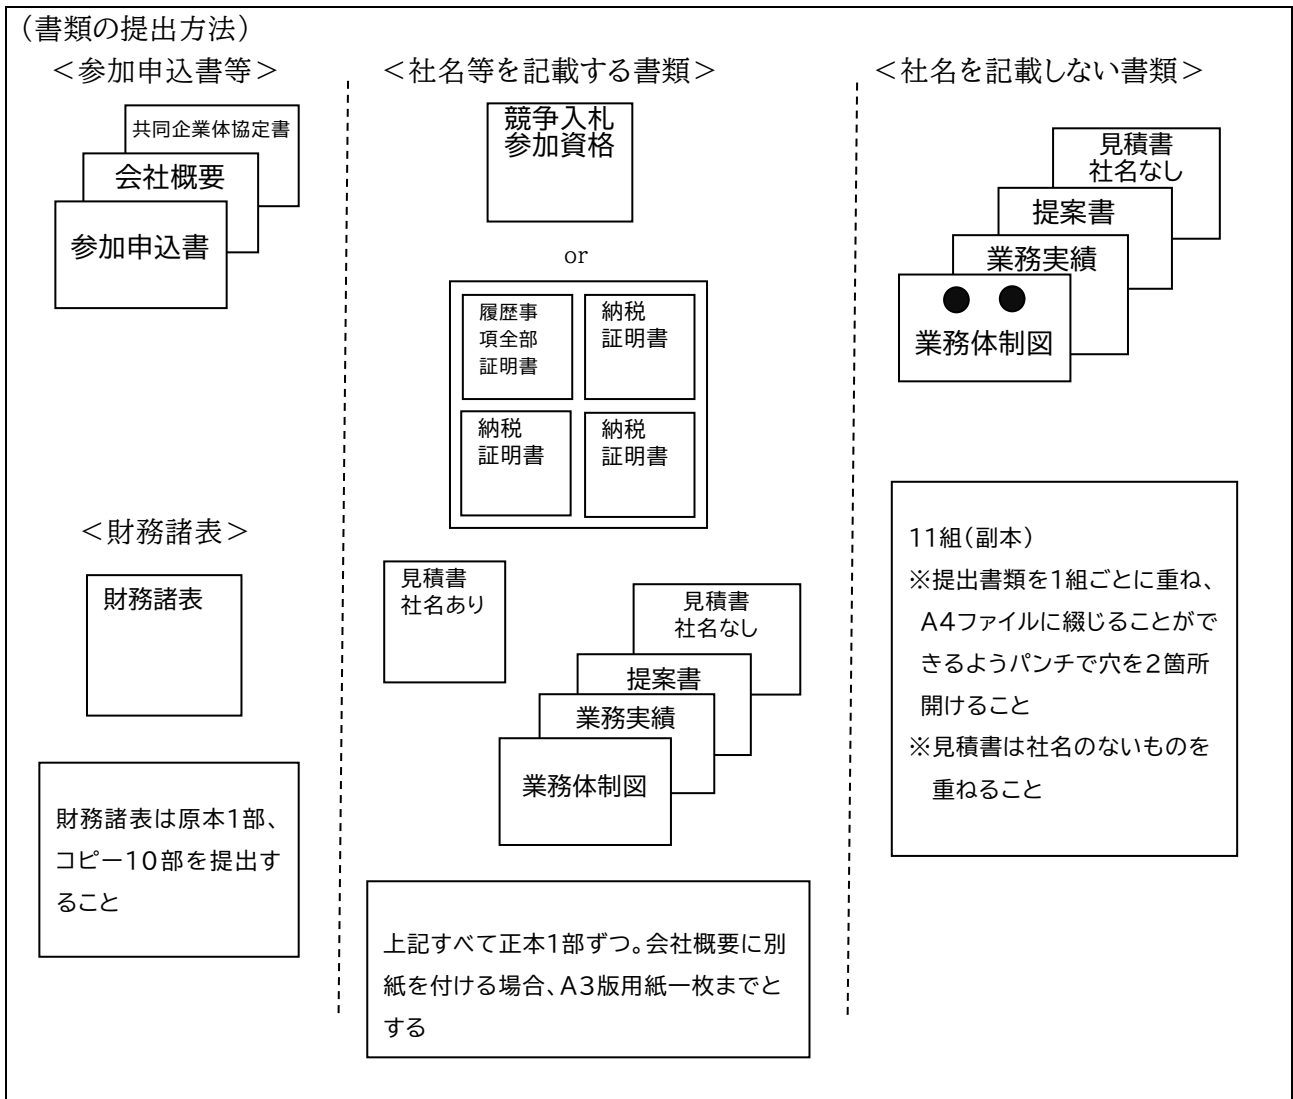 （書類の提出方法）
＜参加申込書等＞
共同企業体協定書
会社概要
参加申込書
＜財務諸表＞
財務諸表
財務諸表は原本1部、
コピー10部を提出す
ること
＜社名等を記載する書類＞
競争入札
参加資格
or
履歴事
項全部
証明書
納税
証明書
納税
証明書
納税
証明書
見積書
社名あり
見積書
社名なし
提案書
業務実績
業務体制図
上記すべて正本1部ずつ。会社概要に別
紙を付ける場合、A3版用紙一枚までと
する
＜社名を記載しない書類＞
見積書
社名なし
提案書
業務実績
業務体制図
11組（副本）
※提出書類を1組ごとに重ね、
A4ファイルに綴じることがで
きるようパンチで穴を2箇所
開けること
※見積書は社名のないものを
重ねること